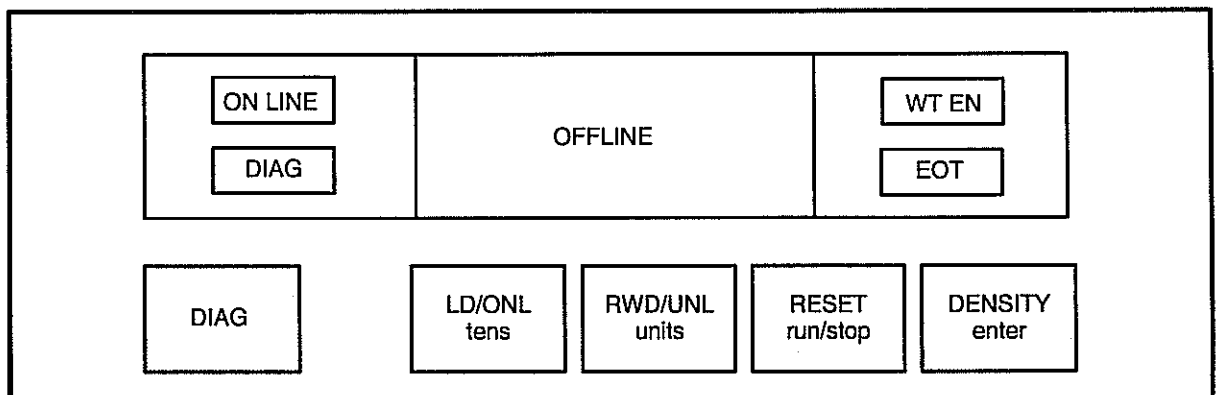 ON LINE
DIAG
OFFLINE
WT EN
EOT
DIAG
LD/ONL
tens
RWD/UNL
units
RESET
run/stop
DENSITY
enter